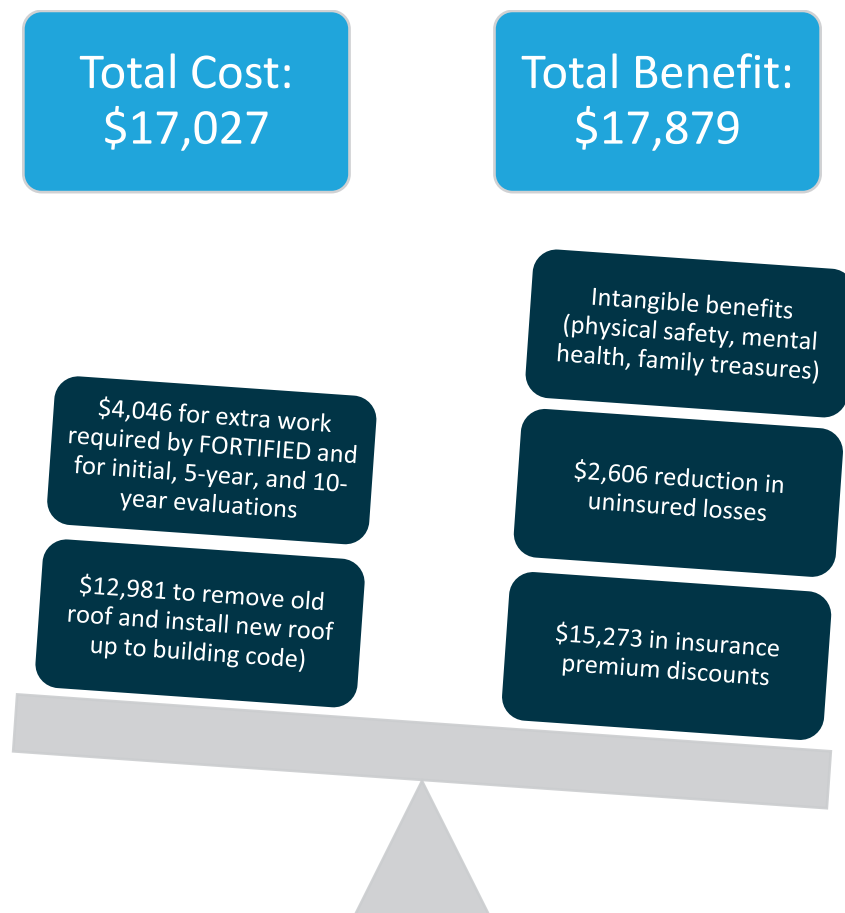 Total Cost:
$17,027
Total Benefit:
$17,879
$4,046 for extra work
required by FORTIFIED and
for initial, 5-year, and 10-
year evaluations
$12,981 to remove old
roof and install new roof
up to building code)
Intangible benefits
(physical safety, mental
health, family treasures)
$2,606 reduction in
uninsured losses
$15,273 in insurance
premium discounts